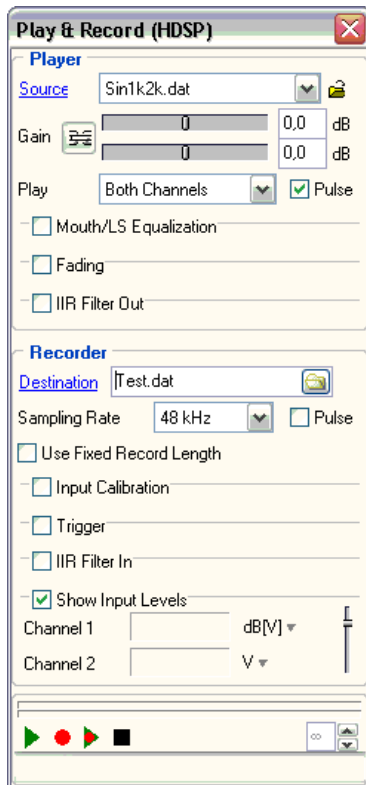 Play & Record (HDSP)
Player
Source Sin1k2k.dat
Gain 0 0,0 dB
0 0,0 dB
Play Both Channels Pulse
Mouth/LS Equalization
Fading
IIR Filter Out
Recorder
Destination Test.dat
Sampling Rate 48 kHz Pulse
Use Fixed Record Length
Input Calibration
Trigger
IIR Filter In
Show Input Levels
Channel 1 dB[V]
Channel 2 V
∞